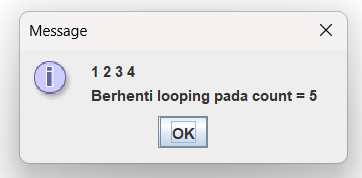 Message
1 2 3 4
Berhenti looping pada count = 5
OK